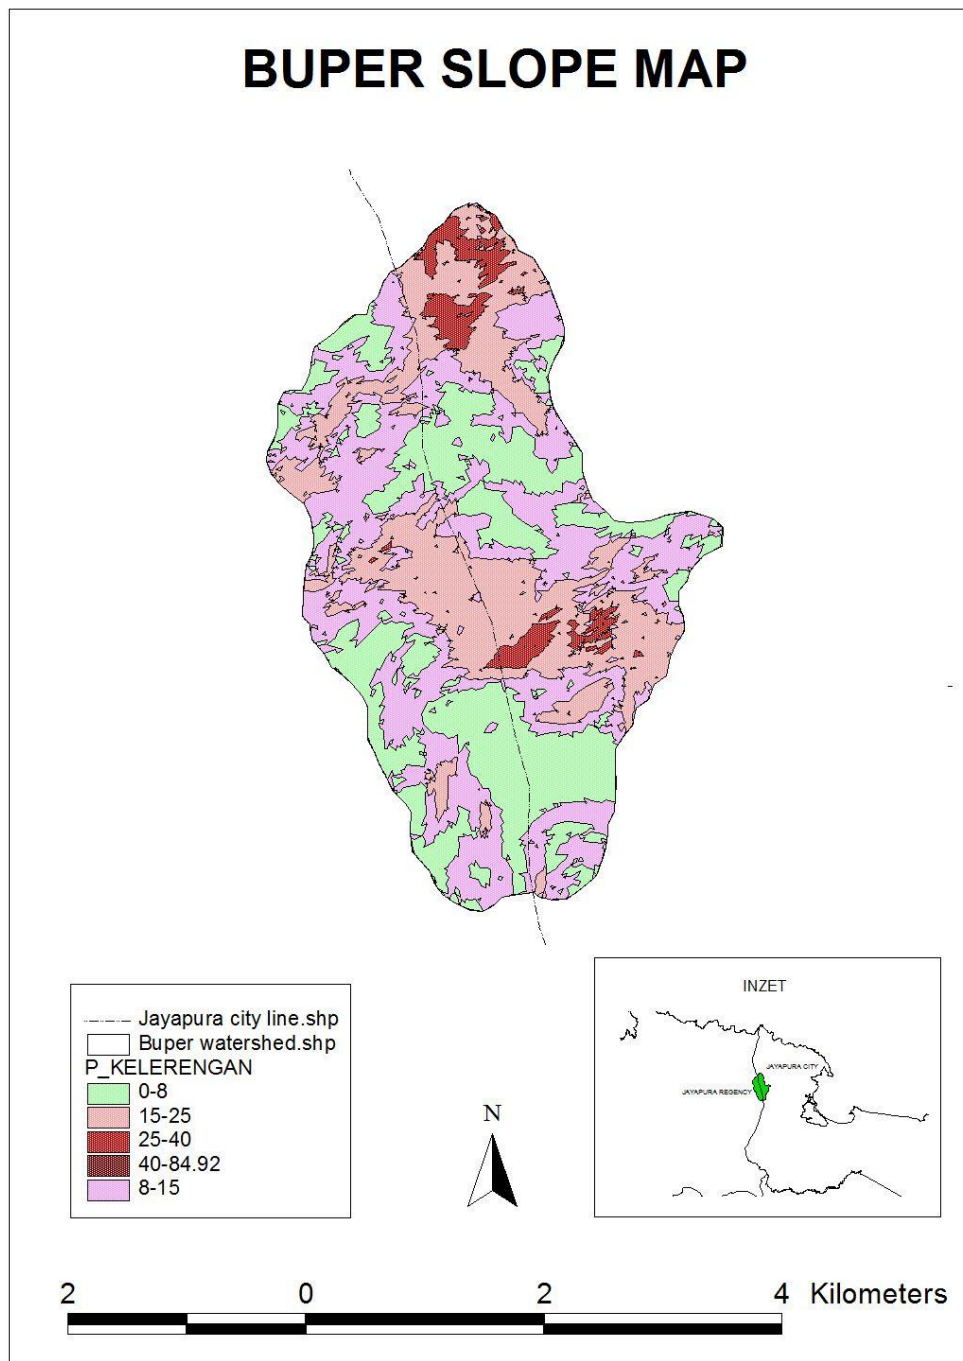 BUPER SLOPE MAP
Jayapura city line.shp
Buper watershed.shp
P_KELERENGAN
0-8
15-25
25-40
40-84.92
8-15
N
INZET
JAYAPURA CITY
JAYAPURA REGENCY
2 0 2 4 Kilometers